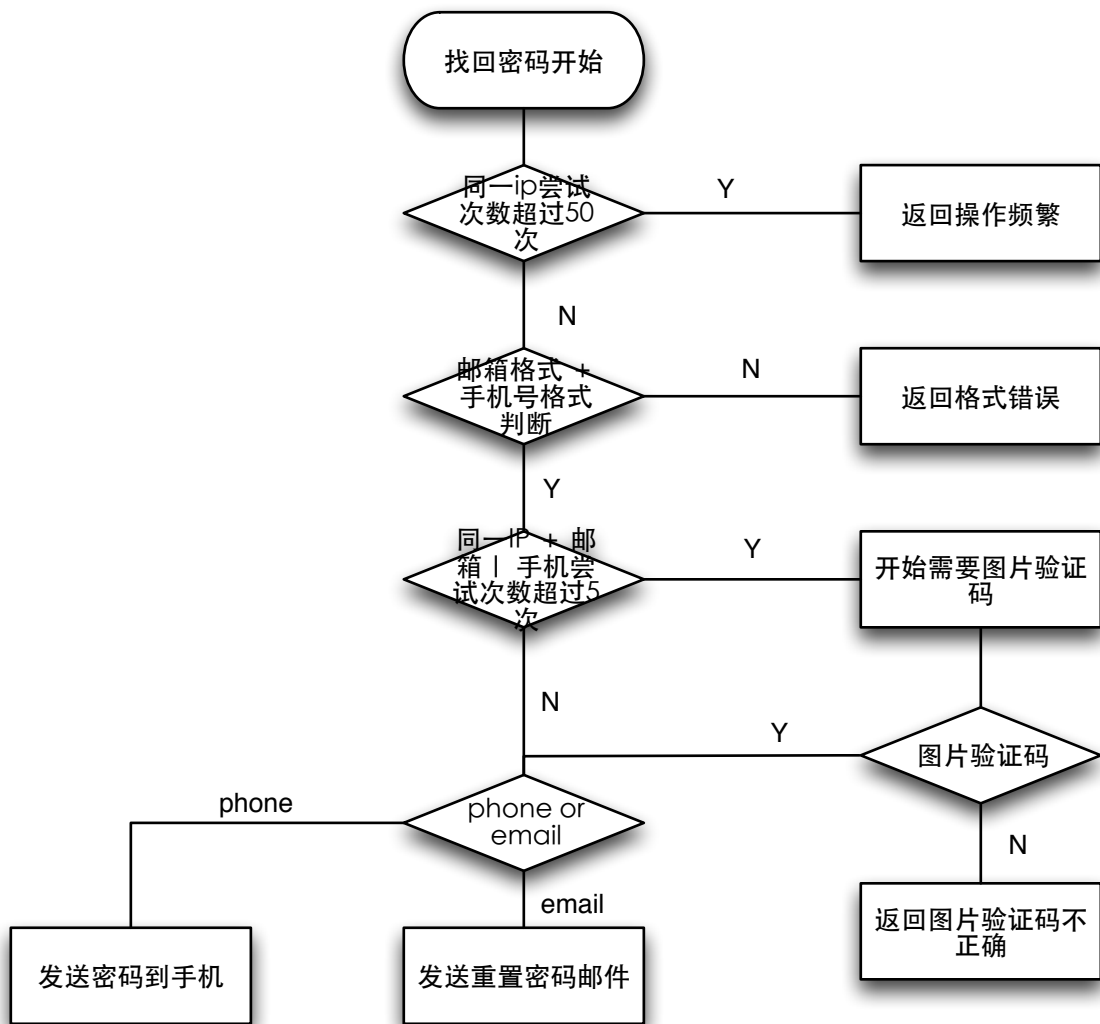 找回密码开始
同一ip尝试
次数超过50
次
Y
返回操作频繁
N
邮箱格式 +
手机号格式
判断
N
返回格式错误
Y
同一IP + 邮
箱 | 手机尝
试次数超过5
次
Y
开始需要图片验证
码
N
Y
图片验证码
phone
phone or
email
N
email
返回图片验证码不
正确
发送密码到手机
发送重置密码邮件